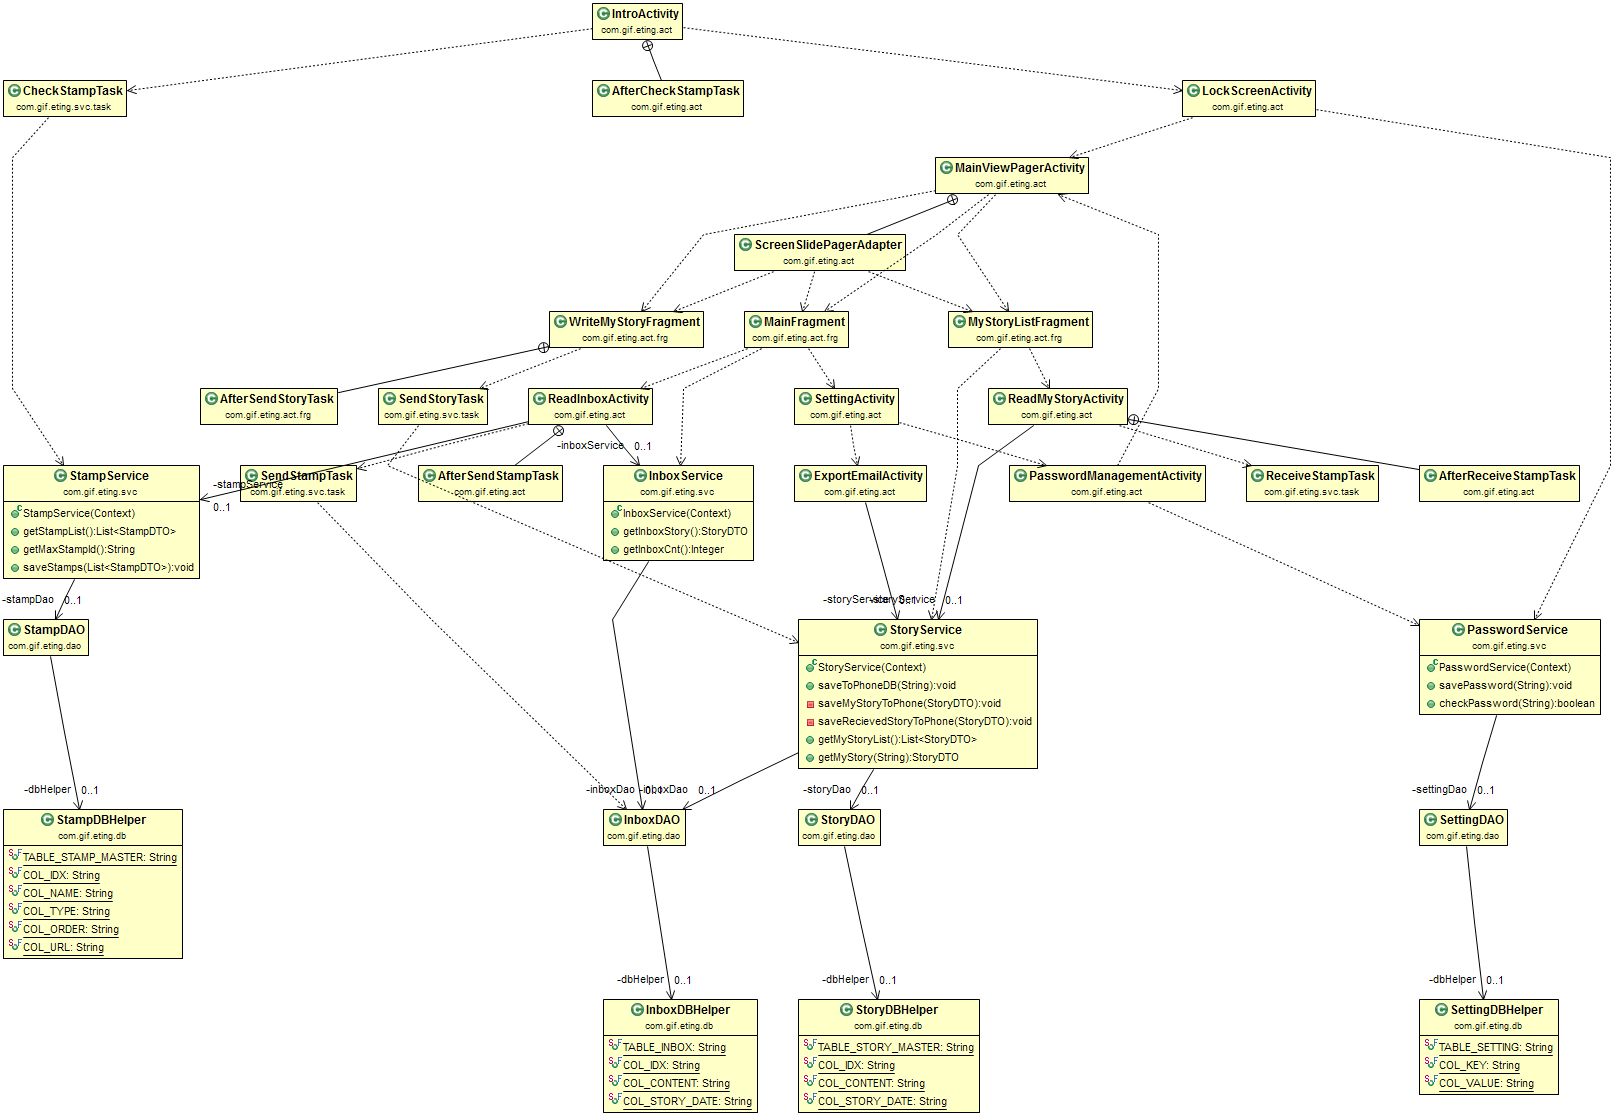 IntroActivity
com.gif.eting.act
CheckStampTask
com.gif.eting.svc.task
AfterCheckStampTask
com.gif.eting.act
LockScreenActivity
com.gif.eting.act
MainViewPagerActivity
com.gif.eting.act
ScreenSlidePagerAdapter
com.gif.eting.act
WriteMyStoryFragment
com.gif.eting.act.frg
MainFragment
com.gif.eting.act.frg
MyStoryListFragment
com.gif.eting.act.frg
AfterSendStoryTask
com.gif.eting.act.frg
SendStoryTask
com.gif.eting.svc.task
ReadInboxActivity
com.gif.eting.act
SettingActivity
com.gif.eting.act
ReadMyStoryActivity
com.gif.eting.act
-inboxService 0..1
StampService
com.gif.eting.svc
StampService(Context)
getStampList():List<StampDTO>
getMaxStampId():String
saveStamps(List<StampDTO>):void
-stampService
0..1
SendStampTask
com.gif.eting.svc.task
AfterSendStampTask
com.gif.eting.act
InboxService
com.gif.eting.svc
InboxService(Context)
getInboxStory():StoryDTO
getInboxCnt():Integer
ExportEmailActivity
com.gif.eting.act
PasswordManagementActivity
com.gif.eting.act
ReceiveStampTask
com.gif.eting.svc.task
AfterReceiveStampTask
com.gif.eting.act
-stampDao 0..1
-storyService 0..1
-storyService 0..1
StampDAO
com.gif.eting.dao
StoryService
com.gif.eting.svc
StoryService(Context)
saveToPhoneDB(String):void
saveMyStoryToPhone(StoryDTO):void
saveRecievedStoryToPhone(StoryDTO):void
getMyStoryList():List<StoryDTO>
getMyStory(String):StoryDTO
PasswordService
com.gif.eting.svc
PasswordService(Context)
savePassword(String):void
checkPassword(String):boolean
-dbHelper 0..1
-inboxDao 0..1
-inboxDao 0..1
-storyDao 0..1
-settingDao 0..1
StampDBHelper
com.gif.eting.db
TABLE_STAMP_MASTER: String
COL_IDX: String
COL_NAME: String
COL_TYPE: String
COL_ORDER: String
COL_URL: String
InboxDAO
com.gif.eting.dao
StoryDAO
com.gif.eting.dao
SettingDAO
com.gif.eting.dao
-dbHelper 0..1
-dbHelper 0..1
-dbHelper 0..1
InboxDBHelper
com.gif.eting.db
TABLE_INBOX: String
COL_IDX: String
COL_CONTENT: String
COL_STORY_DATE: String
StoryDBHelper
com.gif.eting.db
TABLE_STORY_MASTER: String
COL_IDX: String
COL_CONTENT: String
COL_STORY_DATE: String
SettingDBHelper
com.gif.eting.db
TABLE_SETTING: String
COL_KEY: String
COL_VALUE: String